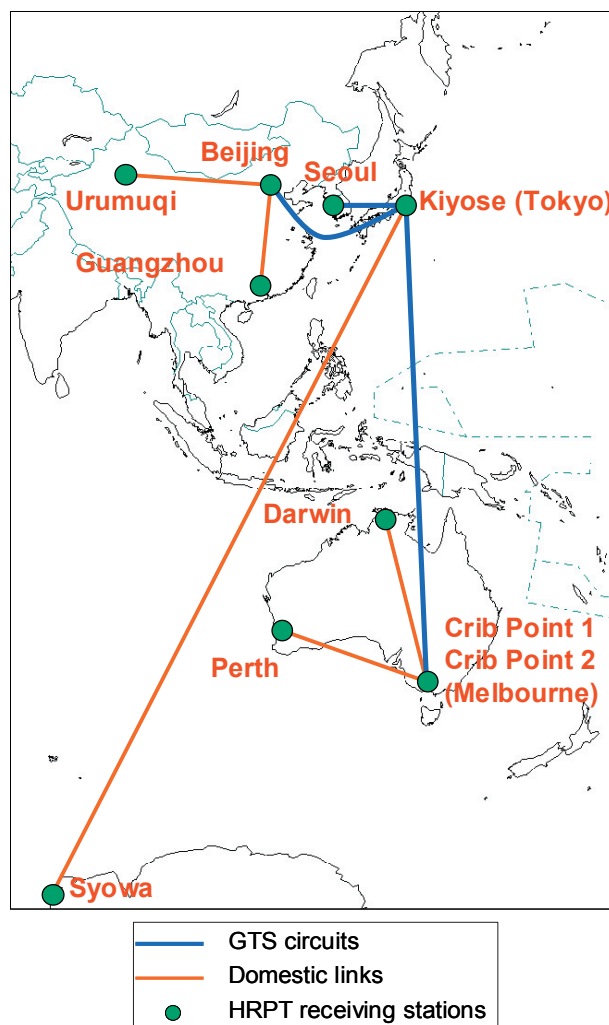 Beijing
Seoul
Urumuqi
Kiyose (Tokyo)
Guangzhou
Darwin
Crib Point 1
Crib Point 2
(Melbourne)
Perth
Syowa
GTS circuits
Domestic links
HRPT receiving stations